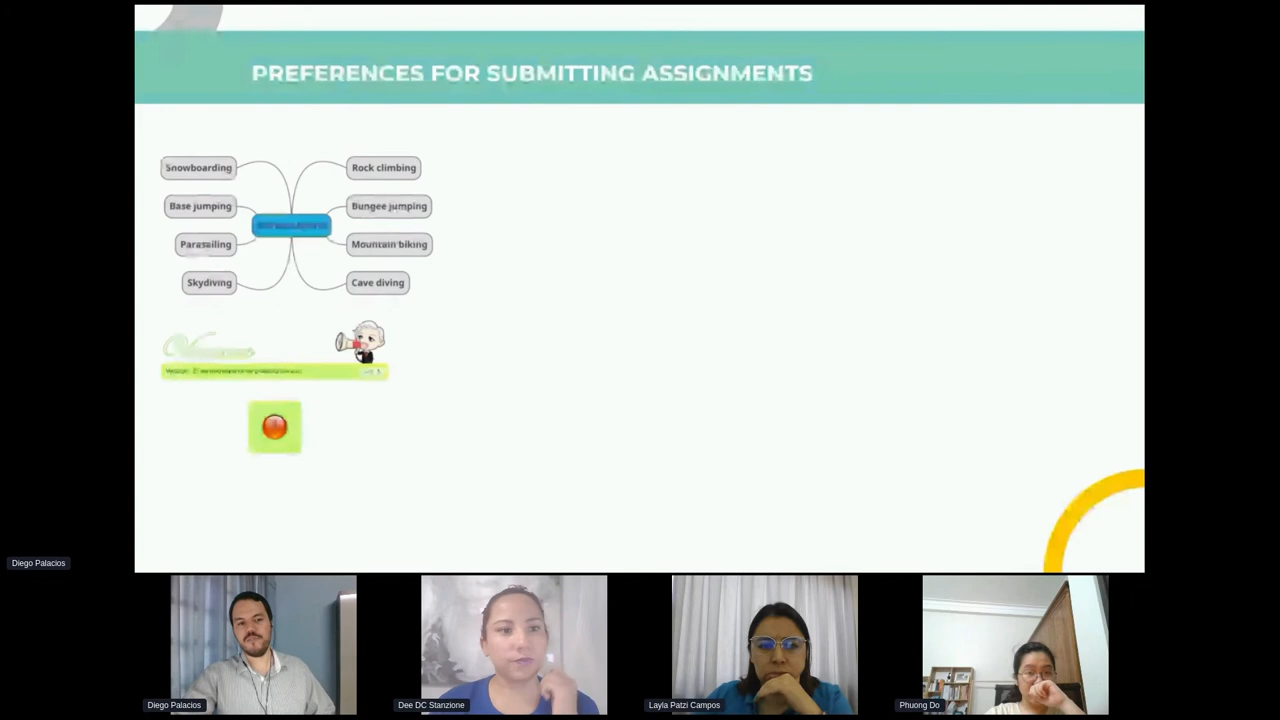 PREFERENCES FOR SUBMITTING ASSIGNMENTS
Snowboarding
Rock climbing
Base jumping
Bungee jumping
Parasailing
Mountain biking
Skydiving
Cave diving
Diego Palacios
Diego Palacios
Dee DC Stanzione
Layla Patzi Campos
Phuong Do